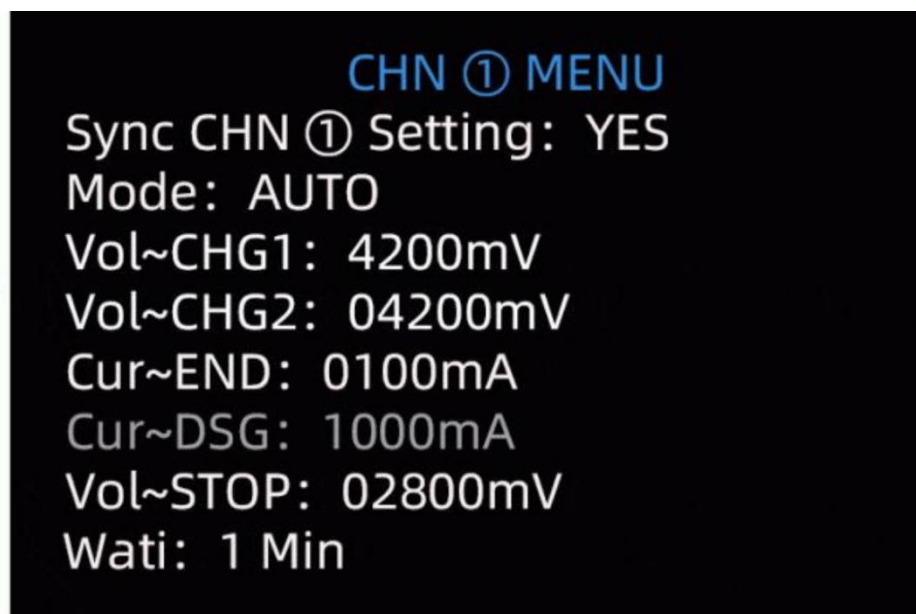 CHN ① MENU
Sync CHN ① Setting: YES
Mode: AUTO
Vol~CHG1: 4200mV
Vol~CHG2: 04200mV
Cur~END: 0100mA
Cur~DSG: 1000mA
Vol~STOP: 02800mV
Wati: 1 Min